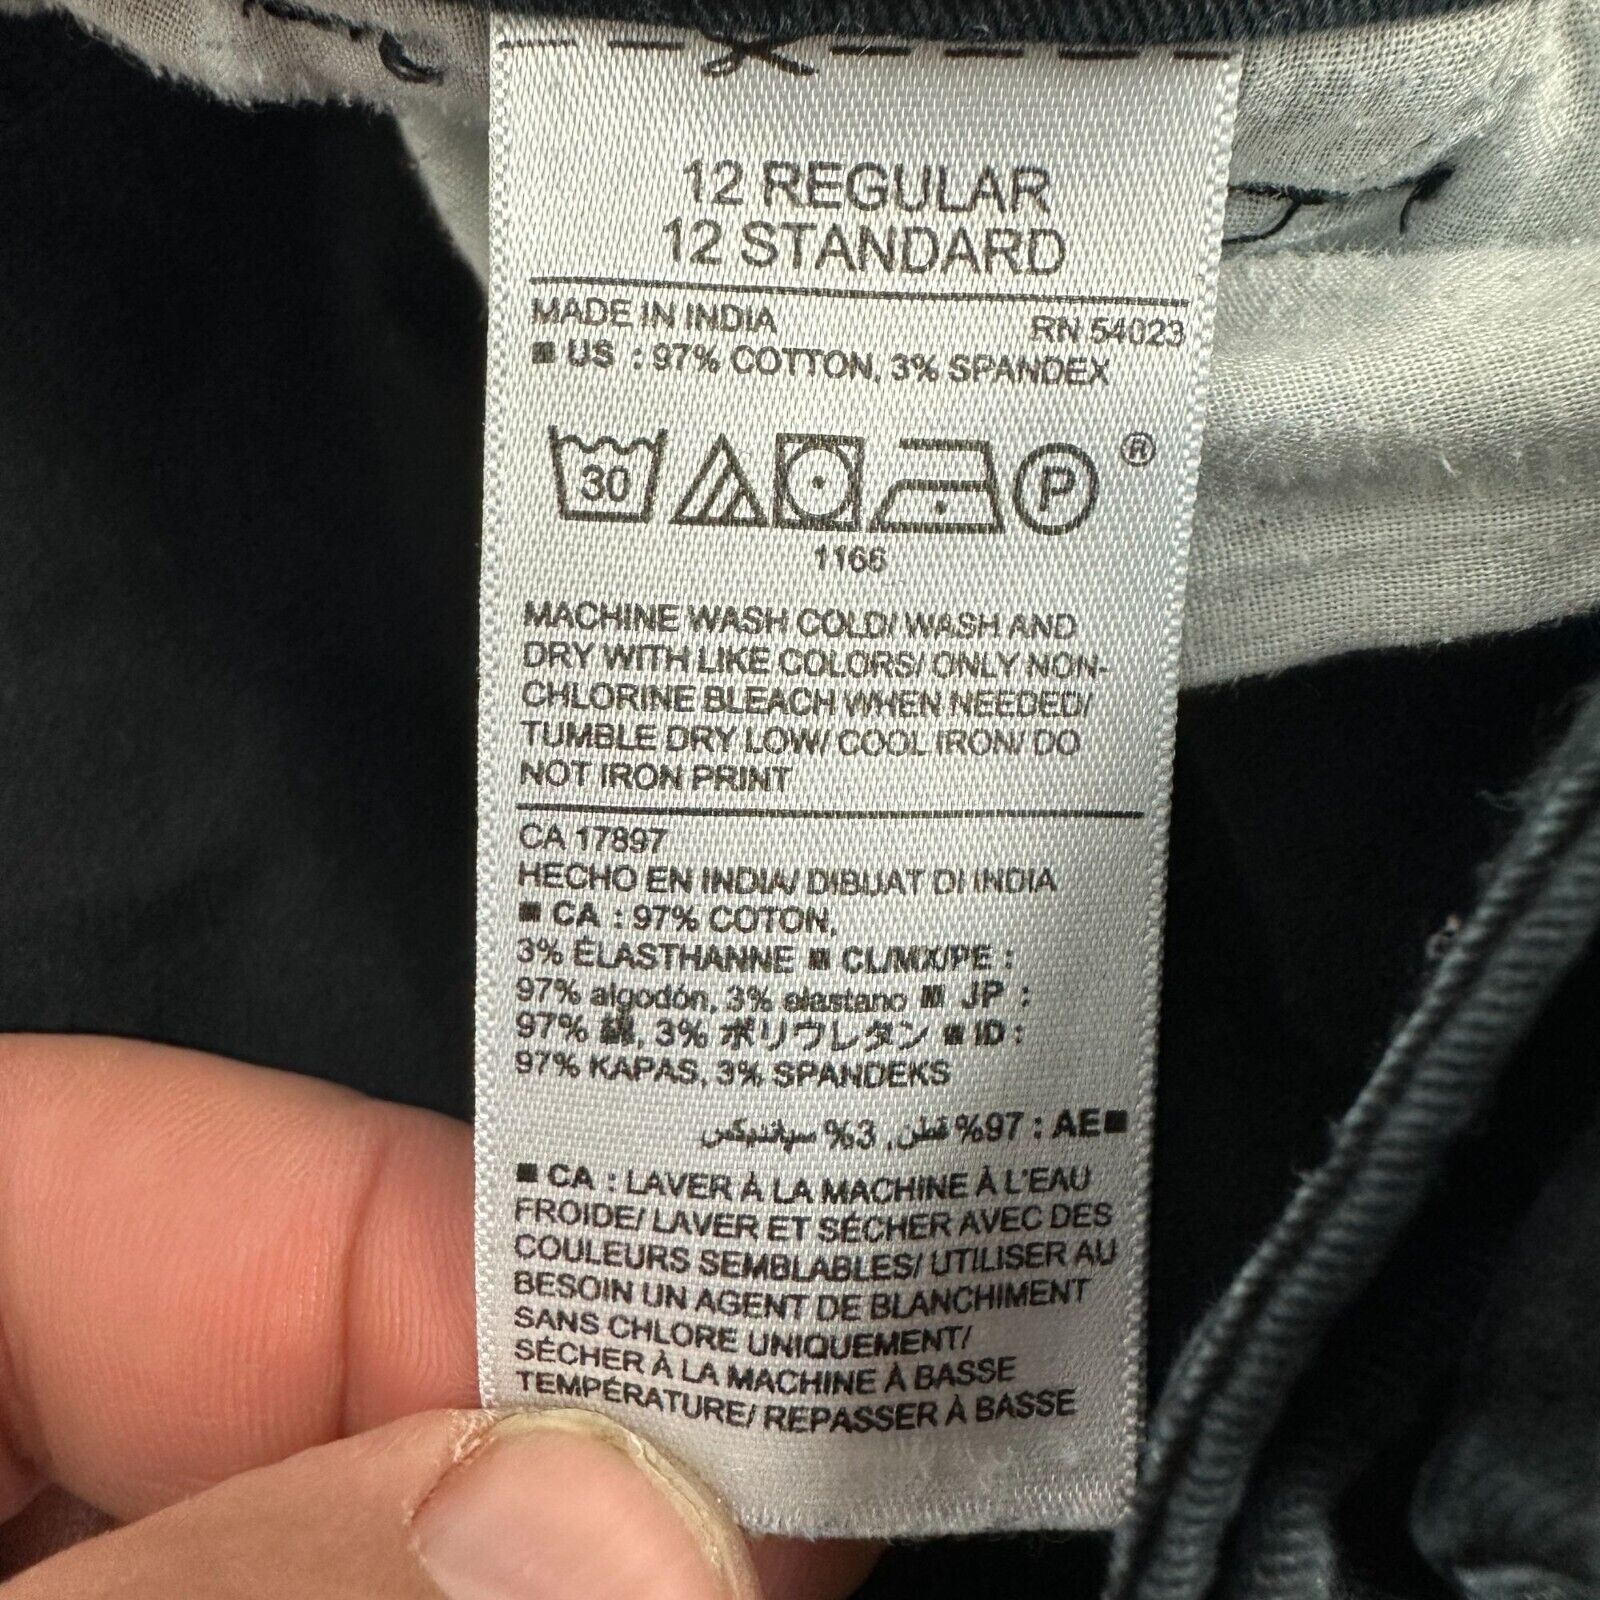 12 REGULAR
12 STANDARD
MADE IN INDIA RN 54023
■ US : 97% COTTON, 3% SPANDEX
30 P ®
1166
MACHINE WASH COLD/ WASH AND
DRY WITH LIKE COLORS/ ONLY NON-
CHLORINE BLEACH WHEN NEEDED/
TUMBLE DRY LOW/ COOL IRON/ DO
NOT IRON PRINT
CA 17897
HECHO EN INDIA/ DIBUAT DI INDIA
■ CA : 97% COTON,
3% ÉLASTHANNE ■ CL/MX/PE :
97% algodón, 3% elastano ■ JP :
97% 綿, 3% ポリウレタン ■ ID :
97% KAPAS, 3% SPANDEKS
■AE : 97% قطن, 3% سباندیکس
■ CA : LAVER À LA MACHINE À L'EAU
FROIDE/ LAVER ET SÉCHER AVEC DES
COULEURS SEMBLABLES/ UTILISER AU
BESOIN UN AGENT DE BLANCHIMENT
SANS CHLORE UNIQUEMENT/
SÉCHER À LA MACHINE À BASSE
TEMPÉRATURE/ REPASSER À BASSE